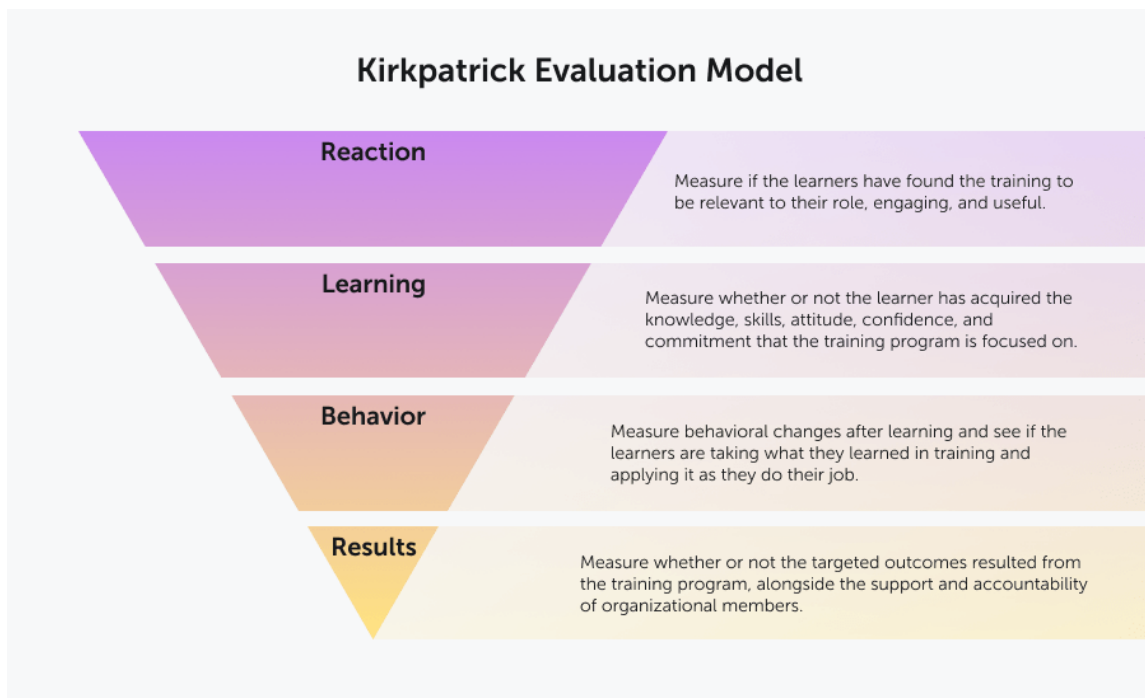 Kirkpatrick Evaluation Model
Reaction
Measure if the learners have found the training to
be relevant to their role, engaging, and useful.
Learning
Measure whether or not the learner has acquired the
knowledge, skills, attitude, confidence, and
commitment that the training program is focused on.
Behavior
Measure behavioral changes after learning and see if the
learners are taking what they learned in training and
applying it as they do their job.
Results
Measure whether or not the targeted outcomes resulted from
the training program, alongside the support and accountability
of organizational members.